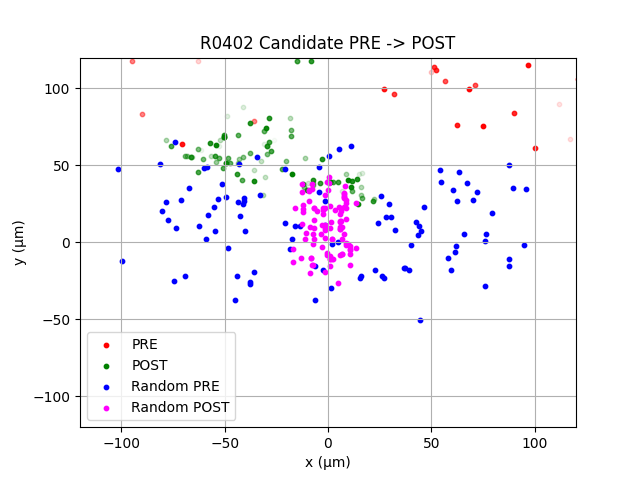 R0402 Candidate PRE -> POST
y (μm)
100
50
0
−50
−100
PRE
POST
Random PRE
Random POST
−100 −50 0 50 100
x (μm)